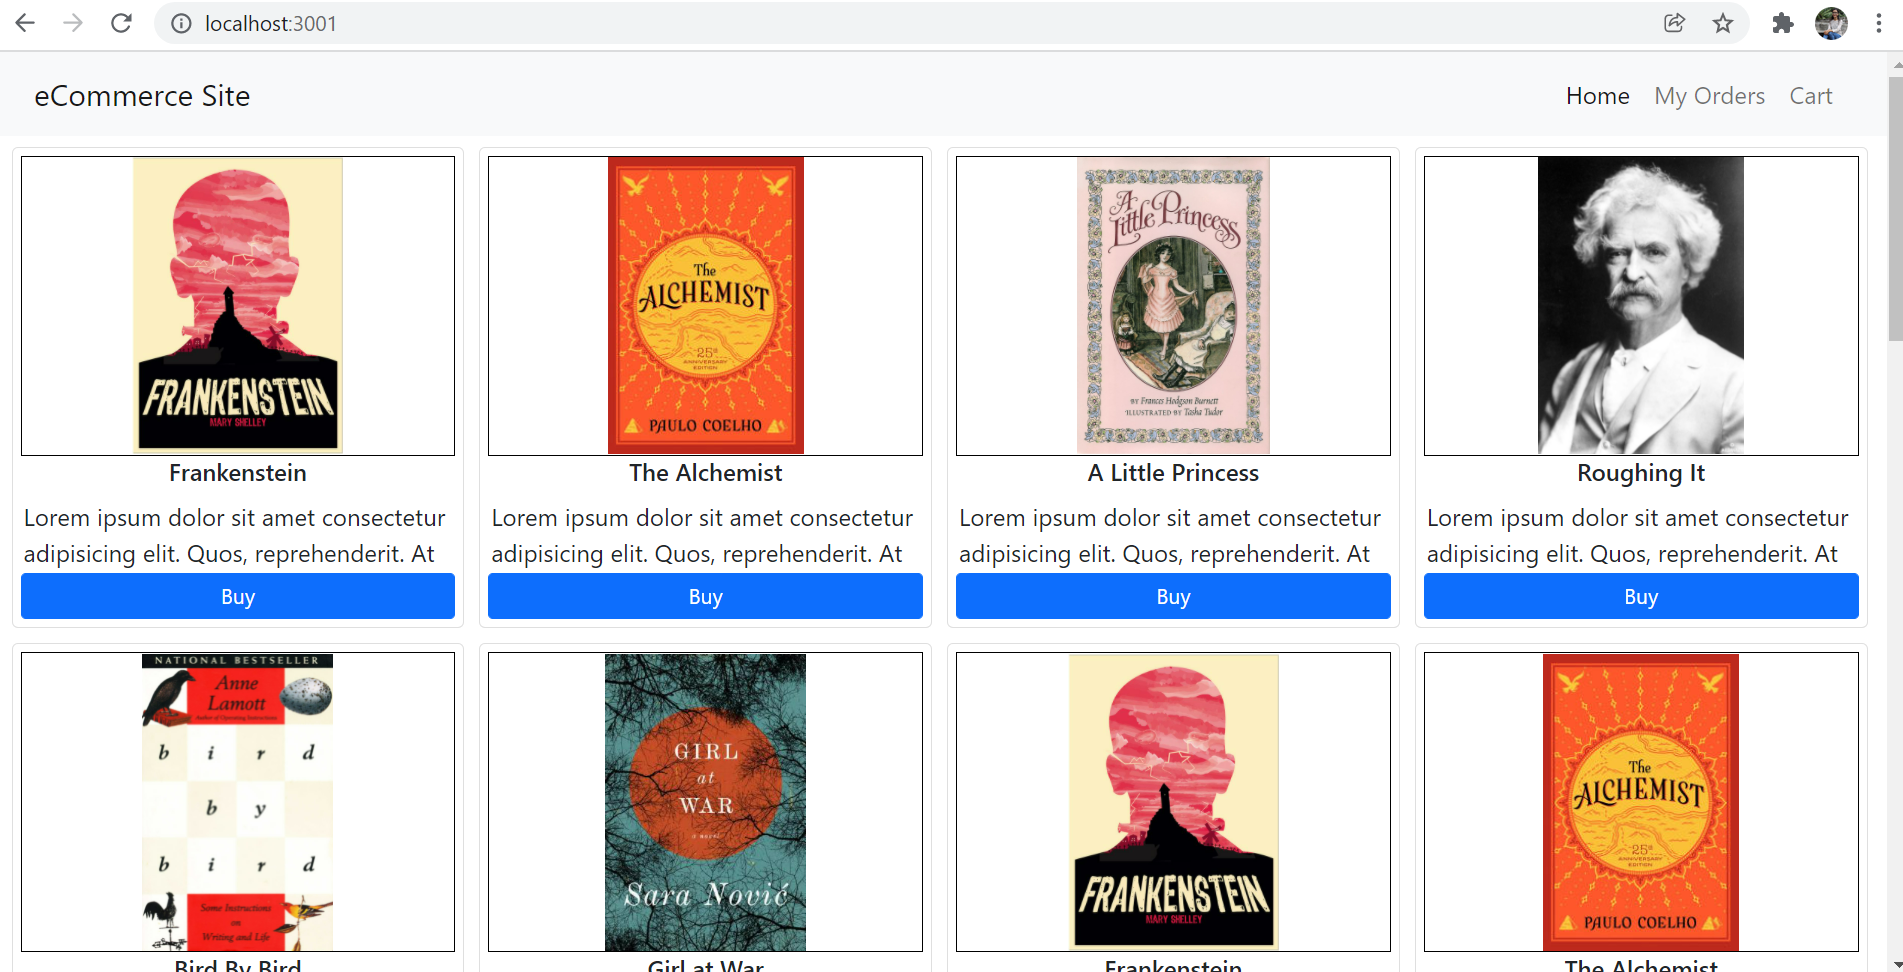 localhost:3001
eCommerce Site
Home My Orders Cart
FRANKENSTEIN
MARY SHELLEY
The
ALCHEMIST
25th
ANNIVERSARY
EDITION
PAULO COELHO
A
Little Princess
BY Frances Hodgson Burnett
ILLUSTRATED BY Tasha Tudor
Frankenstein
The Alchemist
A Little Princess
Roughing It
Lorem ipsum dolor sit amet consectetur
adipisicing elit. Quos, reprehenderit. At
Lorem ipsum dolor sit amet consectetur
adipisicing elit. Quos, reprehenderit. At
Lorem ipsum dolor sit amet consectetur
adipisicing elit. Quos, reprehenderit. At
Lorem ipsum dolor sit amet consectetur
adipisicing elit. Quos, reprehenderit. At
Buy
Buy
Buy
Buy
NATIONAL BESTSELLER
Anne
Lamott
Author of Operating Instructions
b i r d
b y
b i r d
Some Instructions
on
Writing and Life
GIRL
at
WAR
a novel
Sara Nović
FRANKENSTEIN
MARY SHELLEY
The
ALCHEMIST
25th
ANNIVERSARY
EDITION
PAULO COELHO
Bird By Bird
Girl at War
Frankenstein
The Alchemist